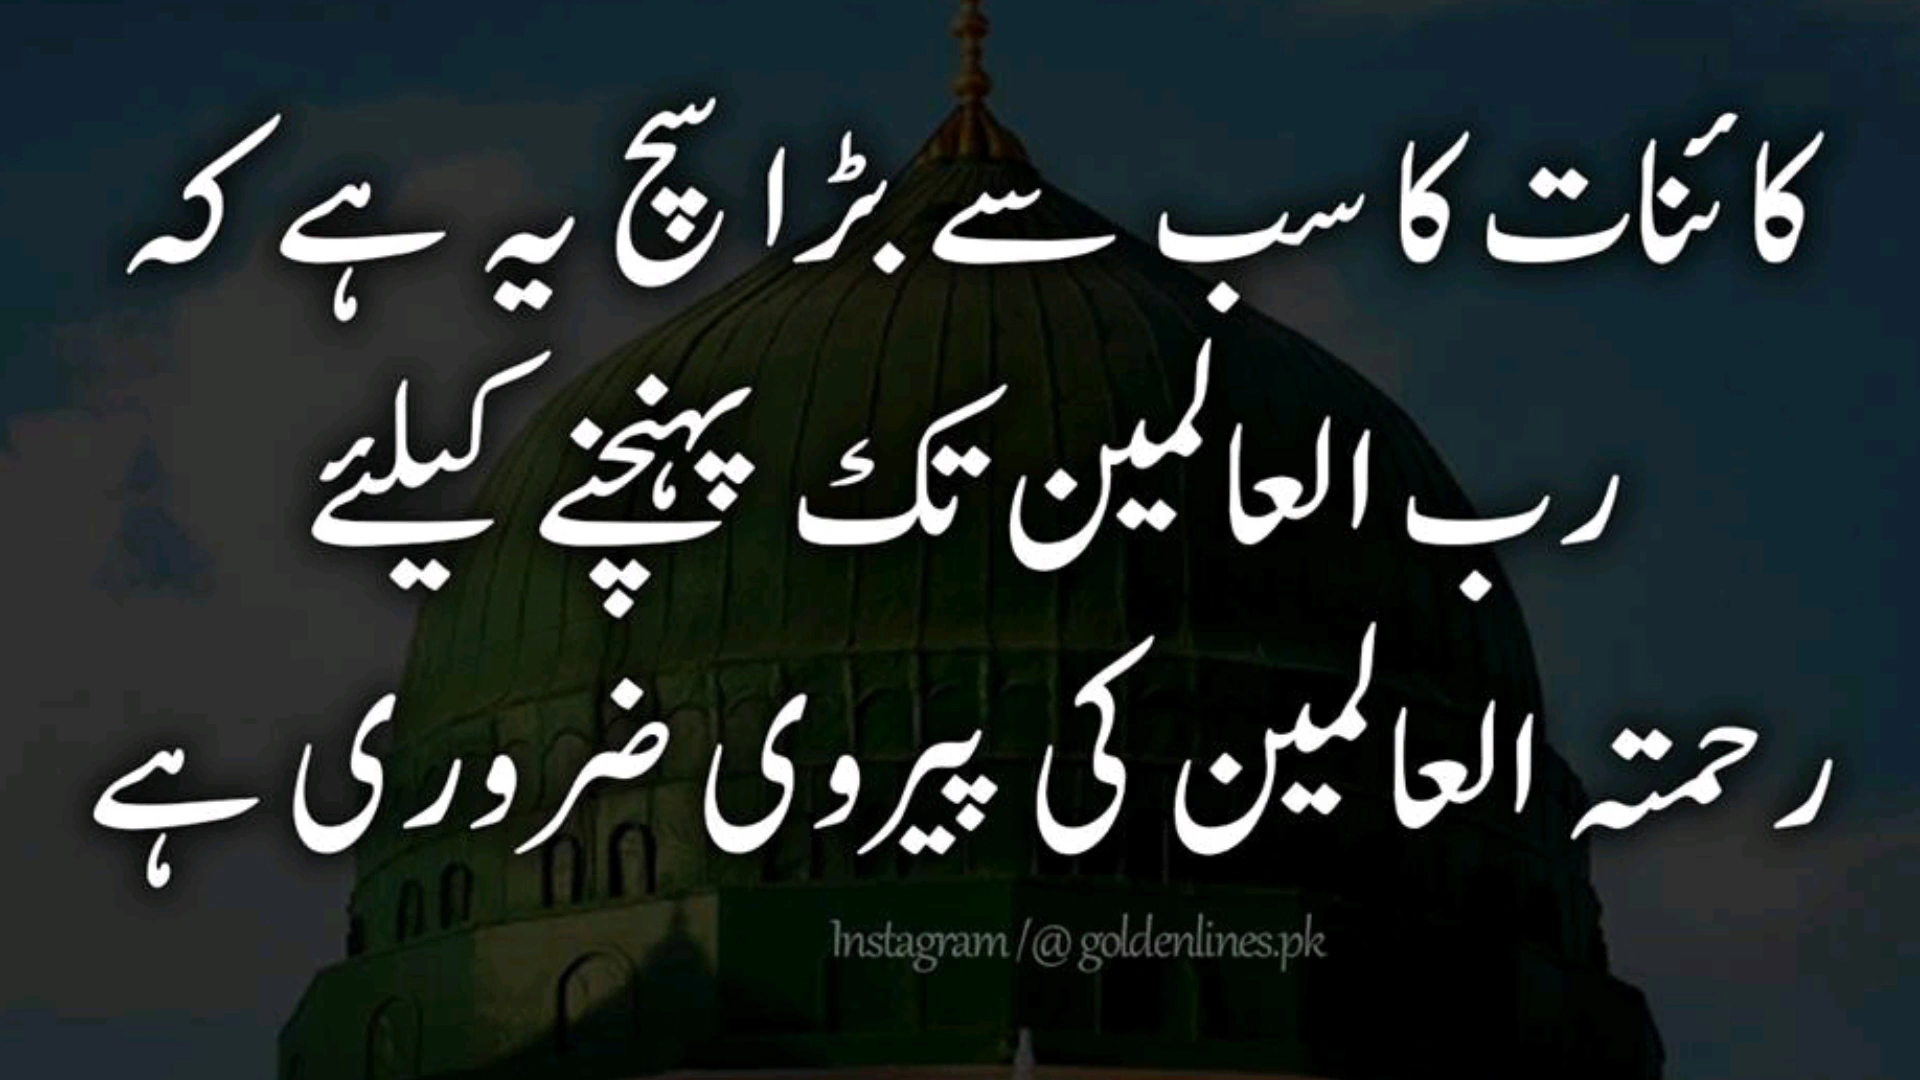 کائنات کا سب سے بڑا سچ یہ ہے کہ
رب العالمین تک پہنچنے کیلئے
رحمتہ العالمین کی پیروی ضروری ہے
Instagram /@ goldenlines.pk